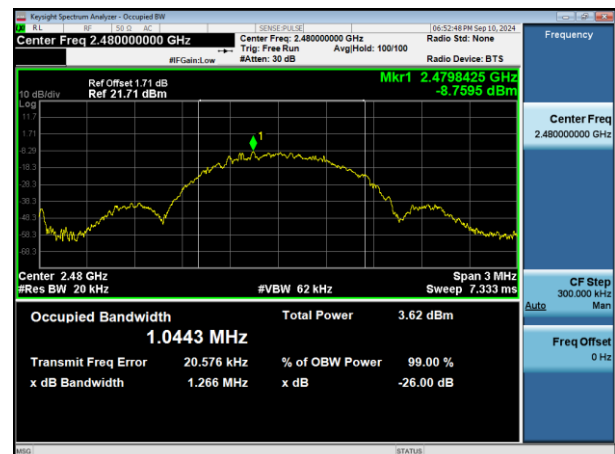 Keysight Spectrum Analyzer - Occupied BW
RL RF 50 Ω AC SENSE:PULSE 06:52:48 PM Sep 10, 2024
Center Freq 2.480000000 GHz Center Freq: 2.480000000 GHz Radio Std: None Frequency
Trig: Free Run Avg|Hold: 100/100
#IFGain:Low #Atten: 30 dB Radio Device: BTS
Ref Offset 1.71 dB Mkr1 2.4798425 GHz
10 dB/div Ref 21.71 dBm -8.7595 dBm
Log
11.7
1.71
-8.29
-18.3
-28.3
-38.3
-48.3
-58.3
-68.3
1
Center Freq
2.480000000 GHz
Center 2.48 GHz Span 3 MHz
#Res BW 20 kHz #VBW 62 kHz Sweep 7.333 ms
CF Step
300.000 kHz
Auto Man
Occupied Bandwidth Total Power 3.62 dBm
1.0443 MHz
Transmit Freq Error 20.576 kHz % of OBW Power 99.00 %
x dB Bandwidth 1.266 MHz x dB -26.00 dB
Freq Offset
0 Hz
MSG STATUS